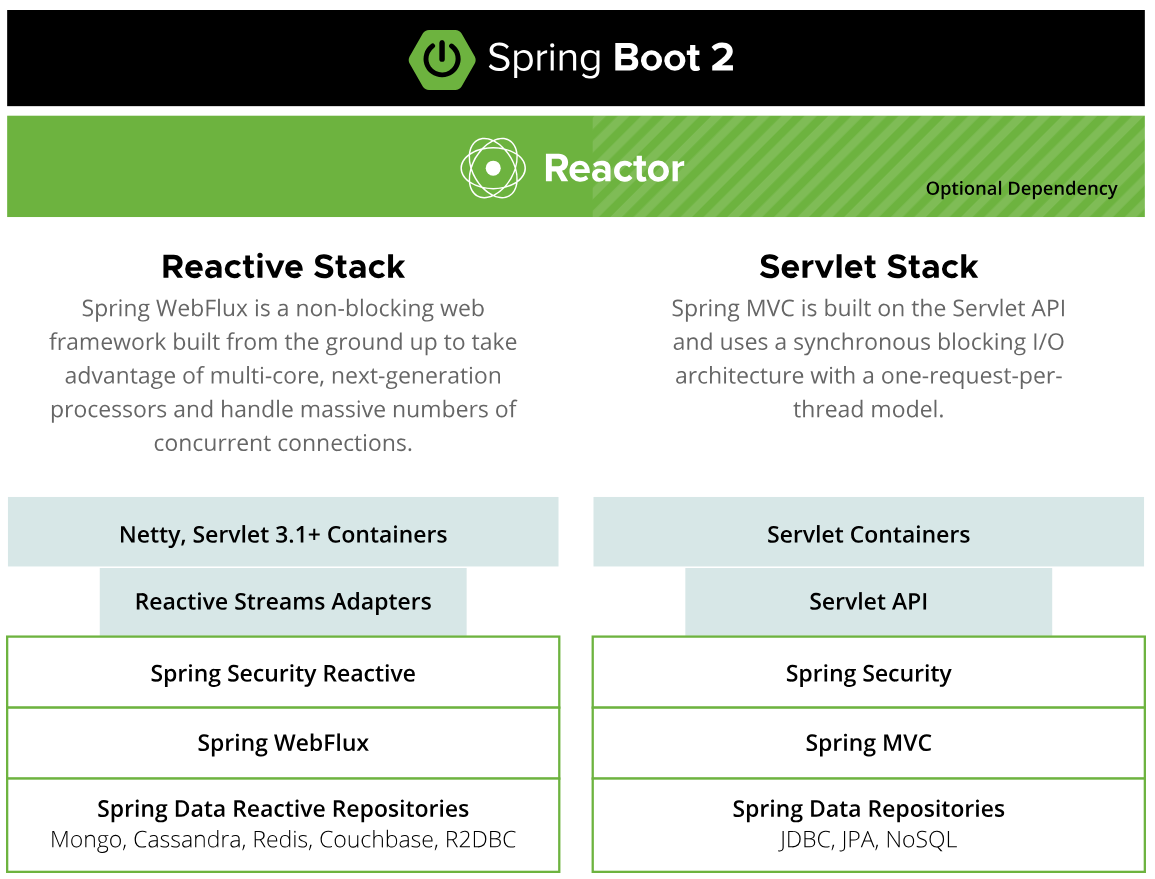 Spring Boot 2
Reactor
Optional Dependency
Reactive Stack
Spring WebFlux is a non-blocking web
framework built from the ground up to take
advantage of multi-core, next-generation
processors and handle massive numbers of
concurrent connections.
Servlet Stack
Spring MVC is built on the Servlet API
and uses a synchronous blocking I/O
architecture with a one-request-per-
thread model.
Netty, Servlet 3.1+ Containers
Reactive Streams Adapters
Spring Security Reactive
Spring WebFlux
Spring Data Reactive Repositories
Mongo, Cassandra, Redis, Couchbase, R2DBC
Servlet Containers
Servlet API
Spring Security
Spring MVC
Spring Data Repositories
JDBC, JPA, NoSQL